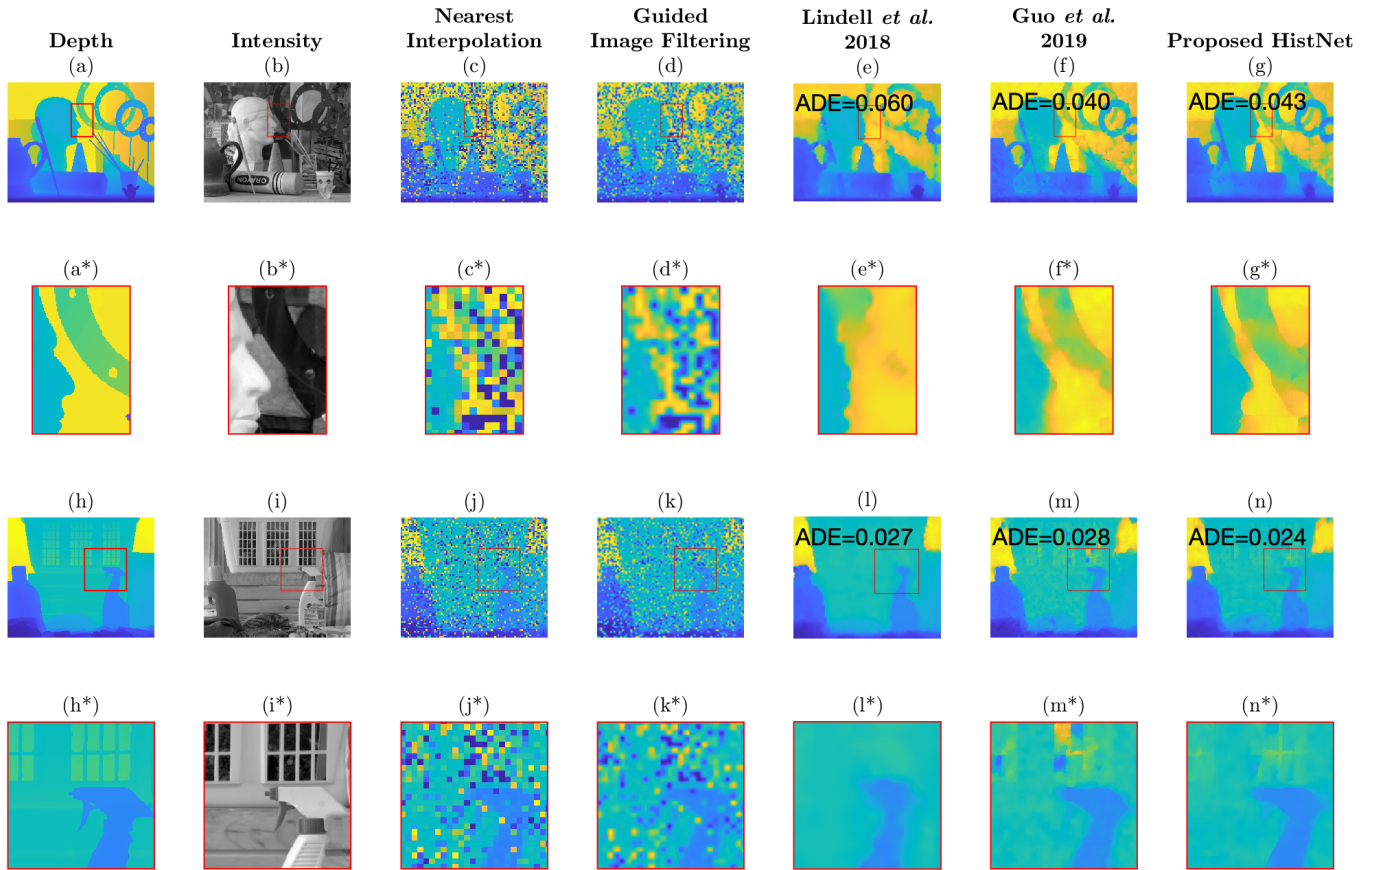 Depth
Intensity
Nearest
Interpolation
Guided
Image Filtering
Lindell et al.
2018
Guo et al.
2019
Proposed HistNet
(a)
(b)
(c)
(d)
(e)
(f)
(g)
CRAYON
ADE=0.060
ADE=0.040
ADE=0.043
(a*)
(b*)
(c*)
(d*)
(e*)
(f*)
(g*)
(h)
(i)
(j)
(k)
(l)
(m)
(n)
ADE=0.027
ADE=0.028
ADE=0.024
(h*)
(i*)
(j*)
(k*)
(l*)
(m*)
(n*)